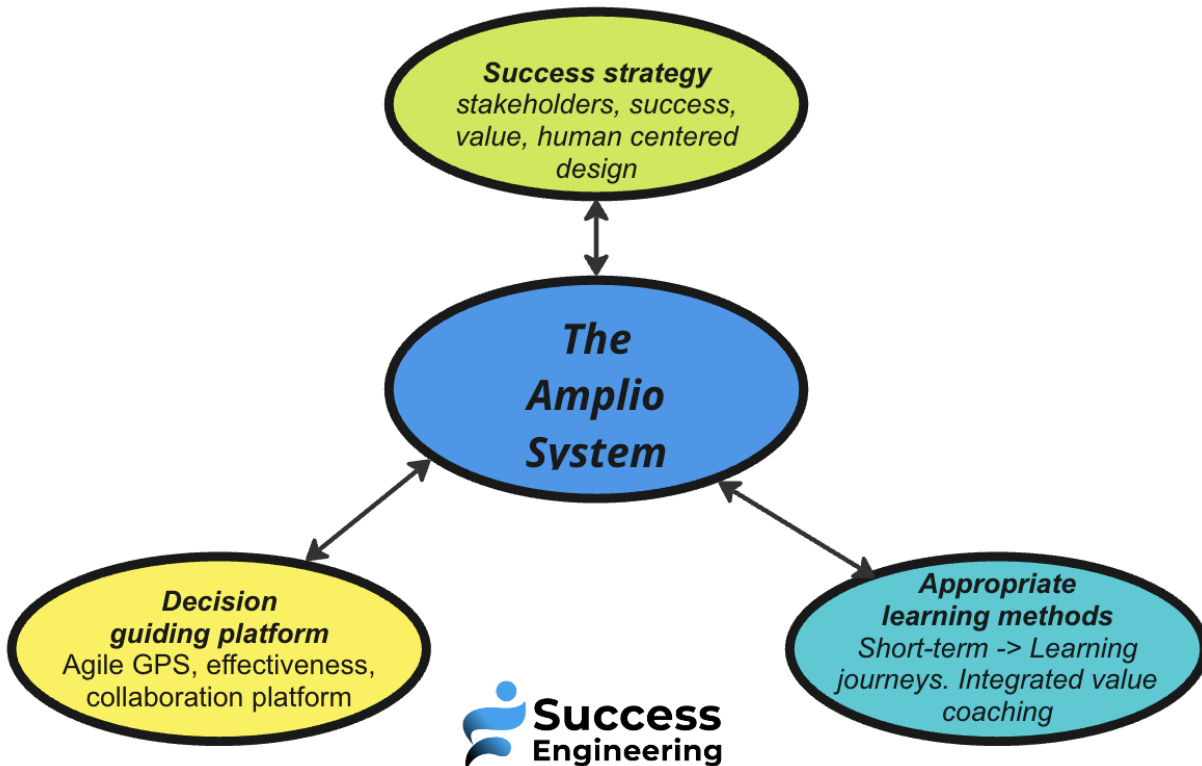 Success strategy
stakeholders, success,
value, human centered
design
The
Amplio
System
Decision
guiding platform
Agile GPS, effectiveness,
collaboration platform
Appropriate
learning methods
Short-term -> Learning
journeys. Integrated value
coaching
Success
Engineering